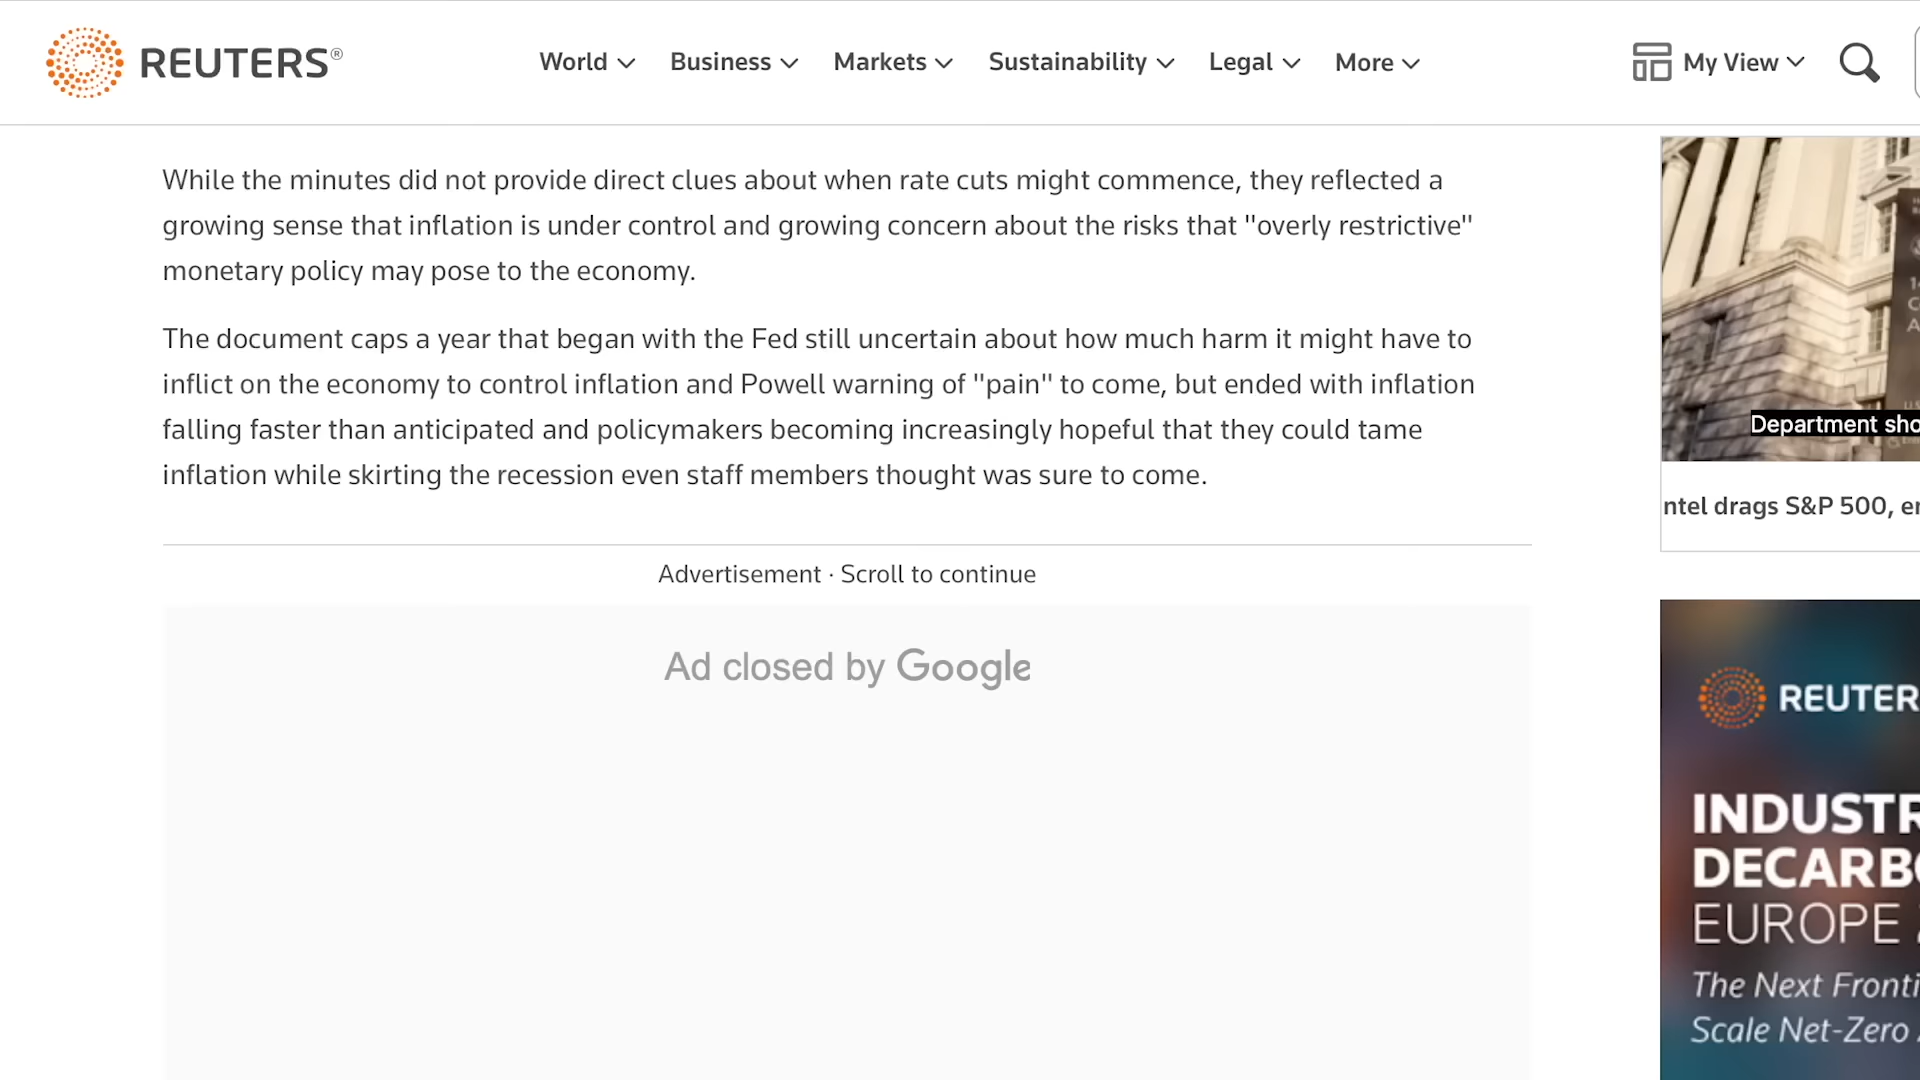 REUTERS®
World
Business
Markets
Sustainability
Legal
More
My View
While the minutes did not provide direct clues about when rate cuts might commence, they reflected a
growing sense that inflation is under control and growing concern about the risks that "overly restrictive"
monetary policy may pose to the economy.
The document caps a year that began with the Fed still uncertain about how much harm it might have to
inflict on the economy to control inflation and Powell warning of "pain" to come, but ended with inflation
falling faster than anticipated and policymakers becoming increasingly hopeful that they could tame
inflation while skirting the recession even staff members thought was sure to come.
Advertisement · Scroll to continue
Ad closed by Google
Department sho
ntel drags S&P 500, er
REUTER
INDUSTR
DECARBO
EUROPE
The Next Fronti
Scale Net-Zero